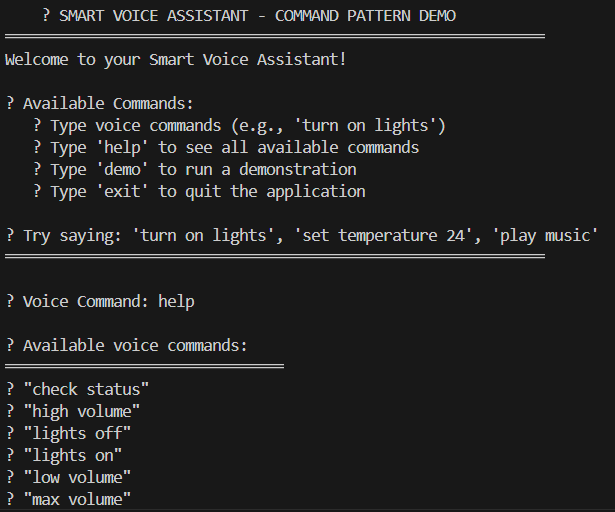 ? SMART VOICE ASSISTANT - COMMAND PATTERN DEMO
Welcome to your Smart Voice Assistant!
? Available Commands:
? Type voice commands (e.g., 'turn on lights')
? Type 'help' to see all available commands
? Type 'demo' to run a demonstration
? Type 'exit' to quit the application
? Try saying: 'turn on lights', 'set temperature 24', 'play music'
? Voice Command: help
? Available voice commands:
? "check status"
? "high volume"
? "lights off"
? "lights on"
? "low volume"
? "max volume"